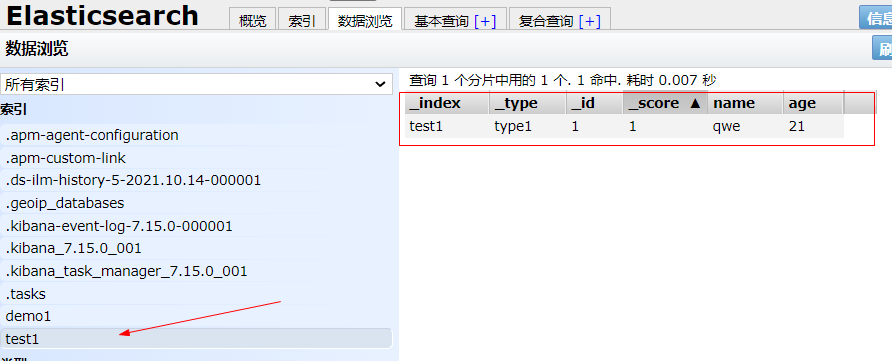 Elasticsearch
概览 索引 数据浏览 基本查询 [+] 复合查询 [+]
数据浏览
所有索引
索引
.apm-agent-configuration
.apm-custom-link
.ds-ilm-history-5-2021.10.14-000001
.geoip_databases
.kibana-event-log-7.15.0-000001
.kibana_7.15.0_001
.kibana_task_manager_7.15.0_001
.tasks
demo1
test1
查询 1 个分片中用的 1 个. 1 命中. 耗时 0.007 秒
_index _type _id _score ▲ name age
test1 type1 1 1 qwe 21
信息